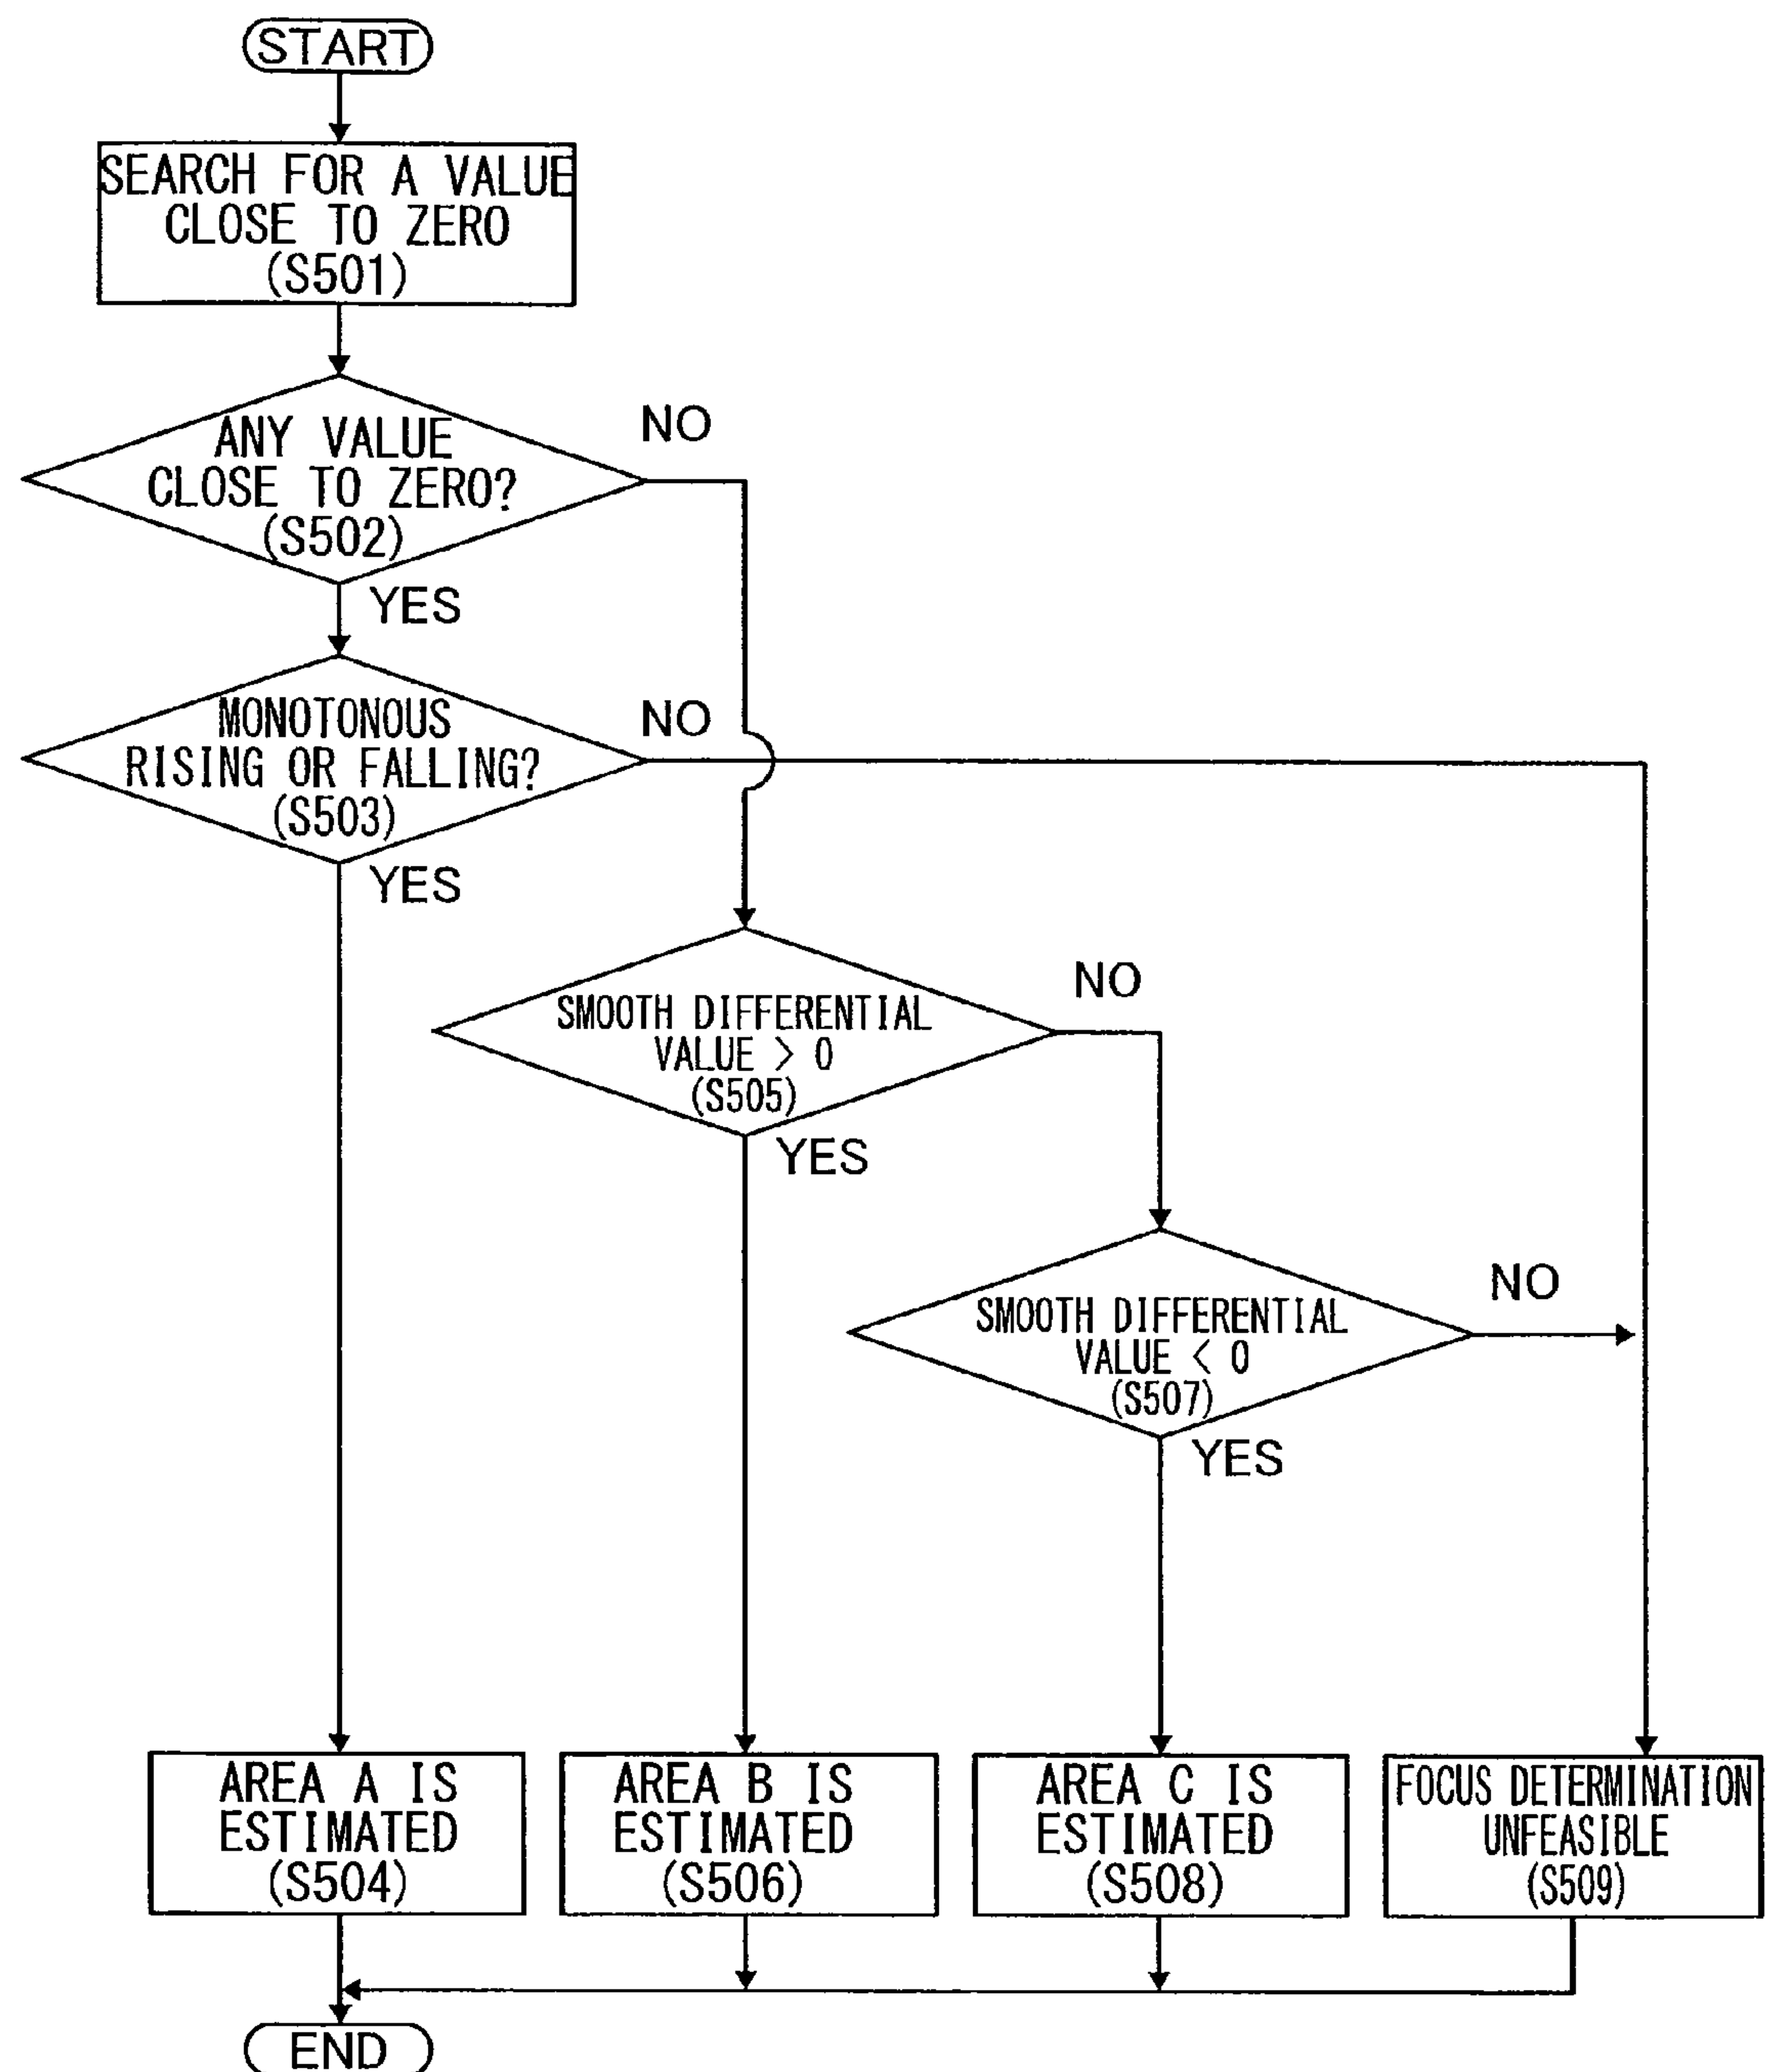 START
SEARCH FOR A VALUE
CLOSE TO ZERO
(S501)
ANY VALUE
CLOSE TO ZERO?
(S502)
NO
YES
MONOTONOUS
RISING OR FALLING?
(S503)
NO
YES
SMOOTH DIFFERENTIAL
VALUE > 0
(S505)
NO
YES
SMOOTH DIFFERENTIAL
VALUE < 0
(S507)
NO
YES
AREA A IS
ESTIMATED
(S504)
AREA B IS
ESTIMATED
(S506)
AREA C IS
ESTIMATED
(S508)
FOCUS DETERMINATION
UNFEASIBLE
(S509)
END